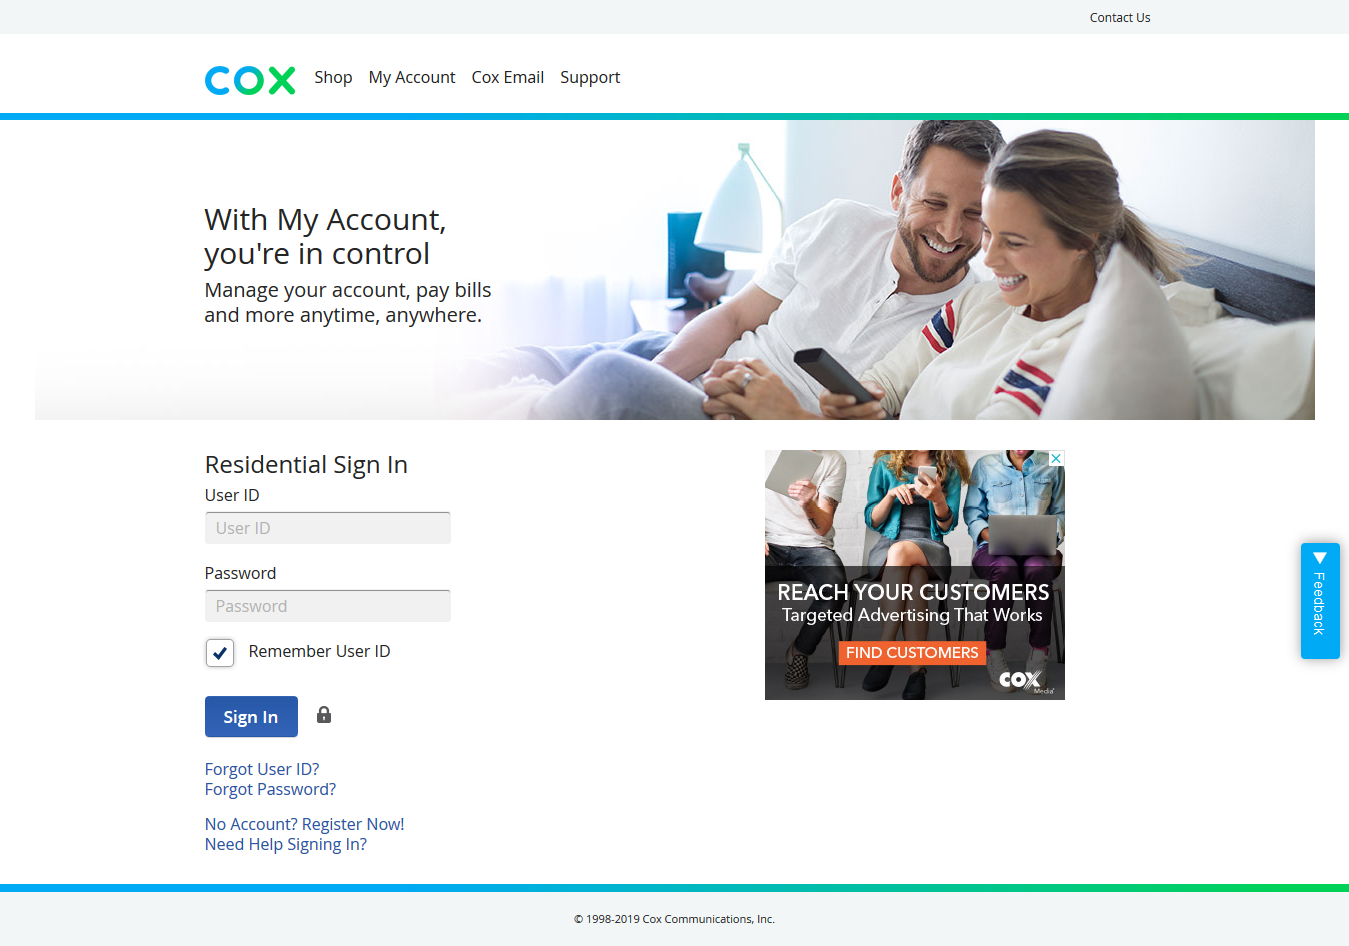 Contact Us
COX
Shop My Account Cox Email Support
With My Account,
you're in control
Manage your account, pay bills
and more anytime, anywhere.
Residential Sign In
User ID
User ID
Password
Password
Remember User ID
Sign In
Forgot User ID?
Forgot Password?
No Account? Register Now!
Need Help Signing In?
REACH YOUR CUSTOMERS
Targeted Advertising That Works
FIND CUSTOMERS
COX
Media
Feedback
© 1998-2019 Cox Communications, Inc.